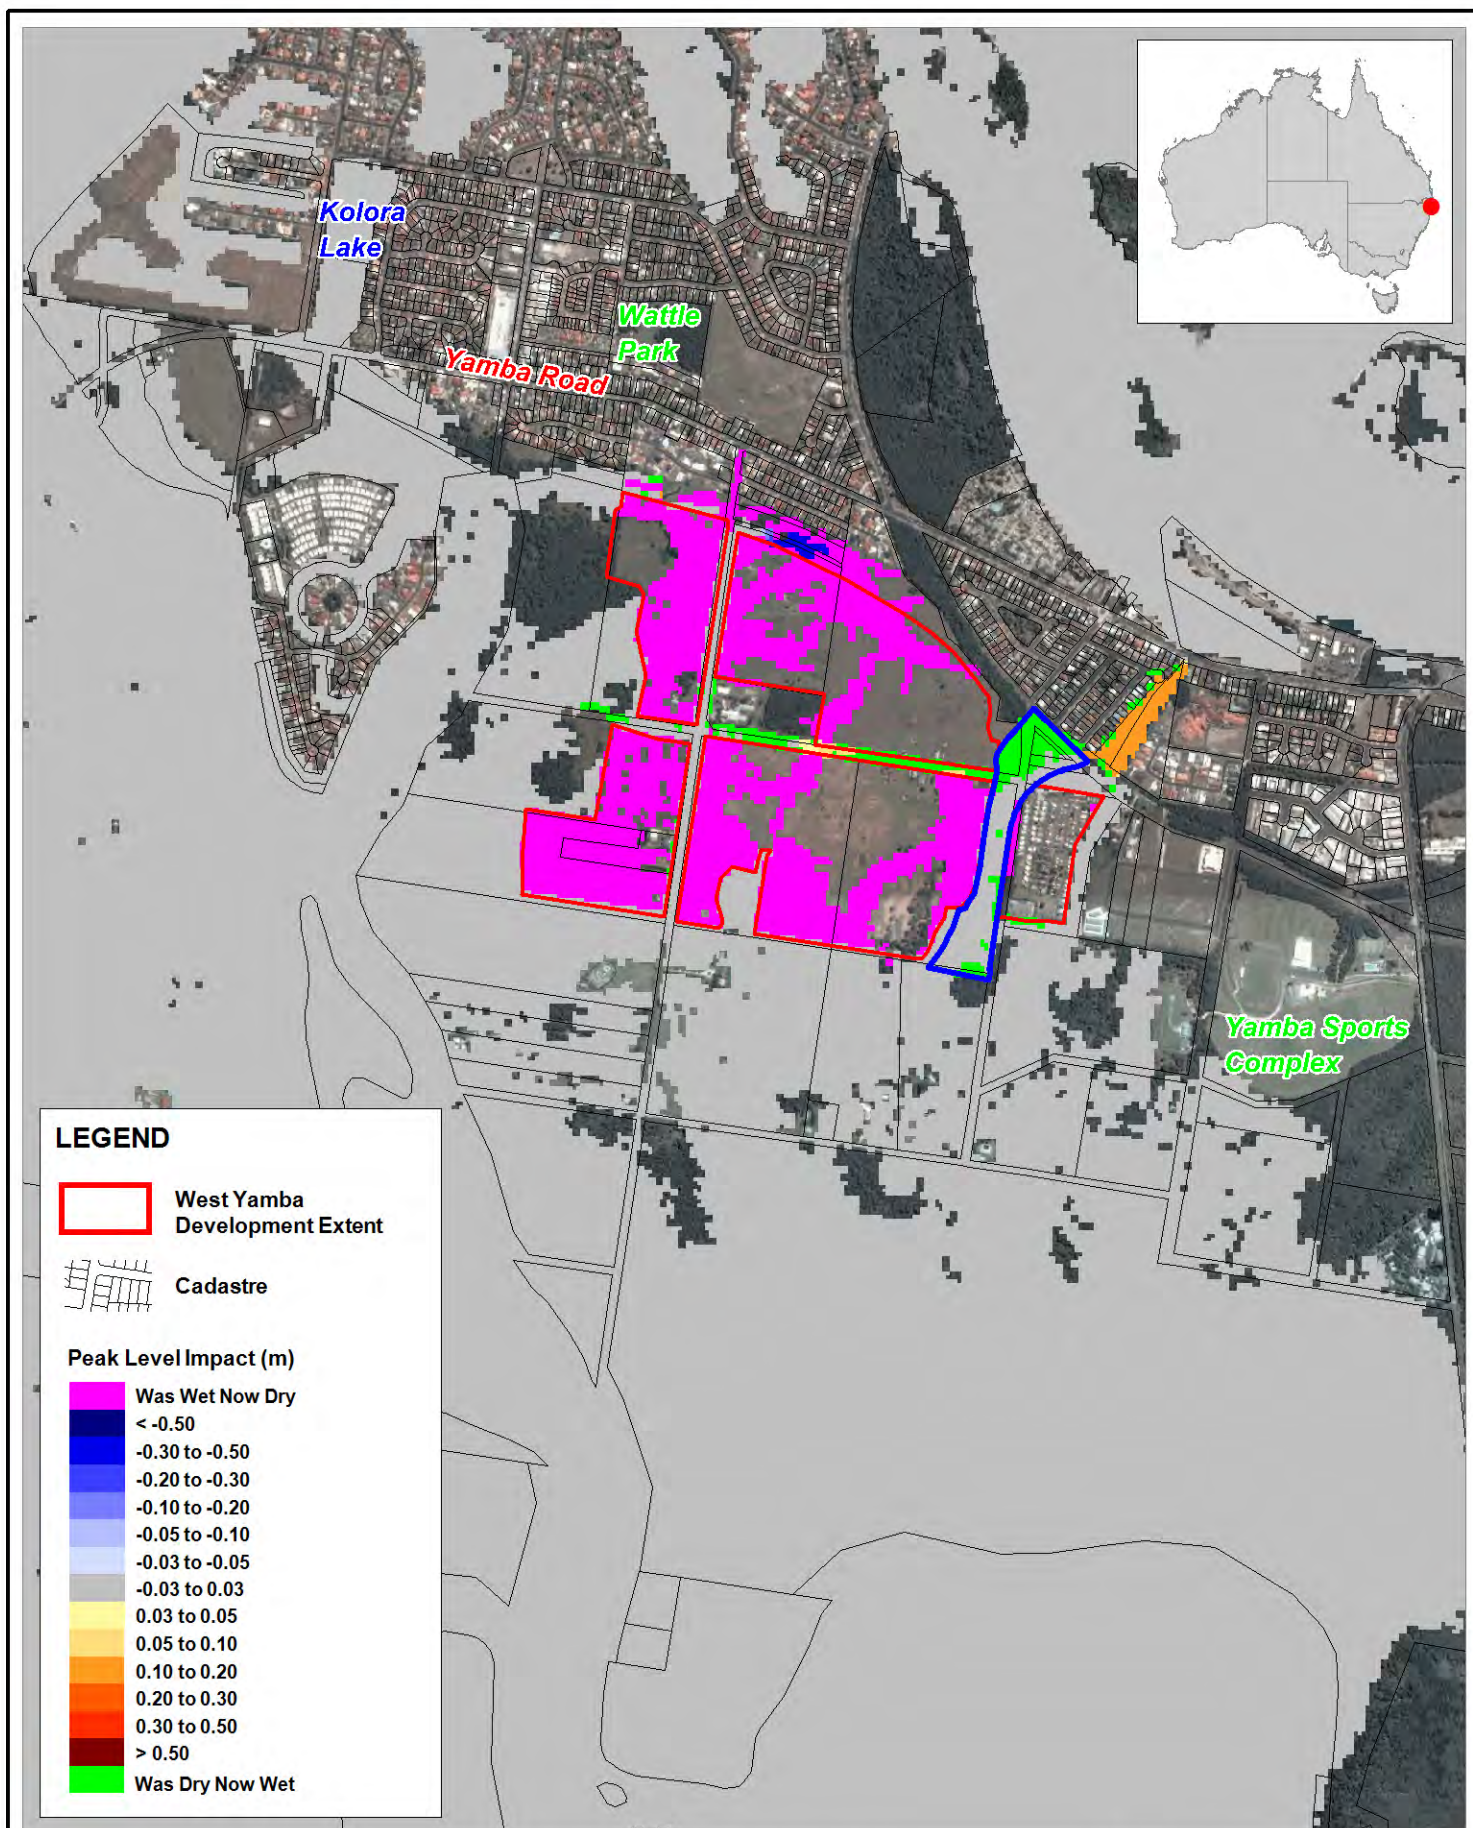 Kolora
Lake
Wattle
Park
Yamba Road
Yamba Sports
Complex
LEGEND
West Yamba
Development Extent
Cadastre
Peak Level Impact (m)
Was Wet Now Dry
< -0.50
-0.30 to -0.50
-0.20 to -0.30
-0.10 to -0.20
-0.05 to -0.10
-0.03 to -0.05
-0.03 to 0.03
0.03 to 0.05
0.05 to 0.10
0.10 to 0.20
0.20 to 0.30
0.30 to 0.50
> 0.50
Was Dry Now Wet